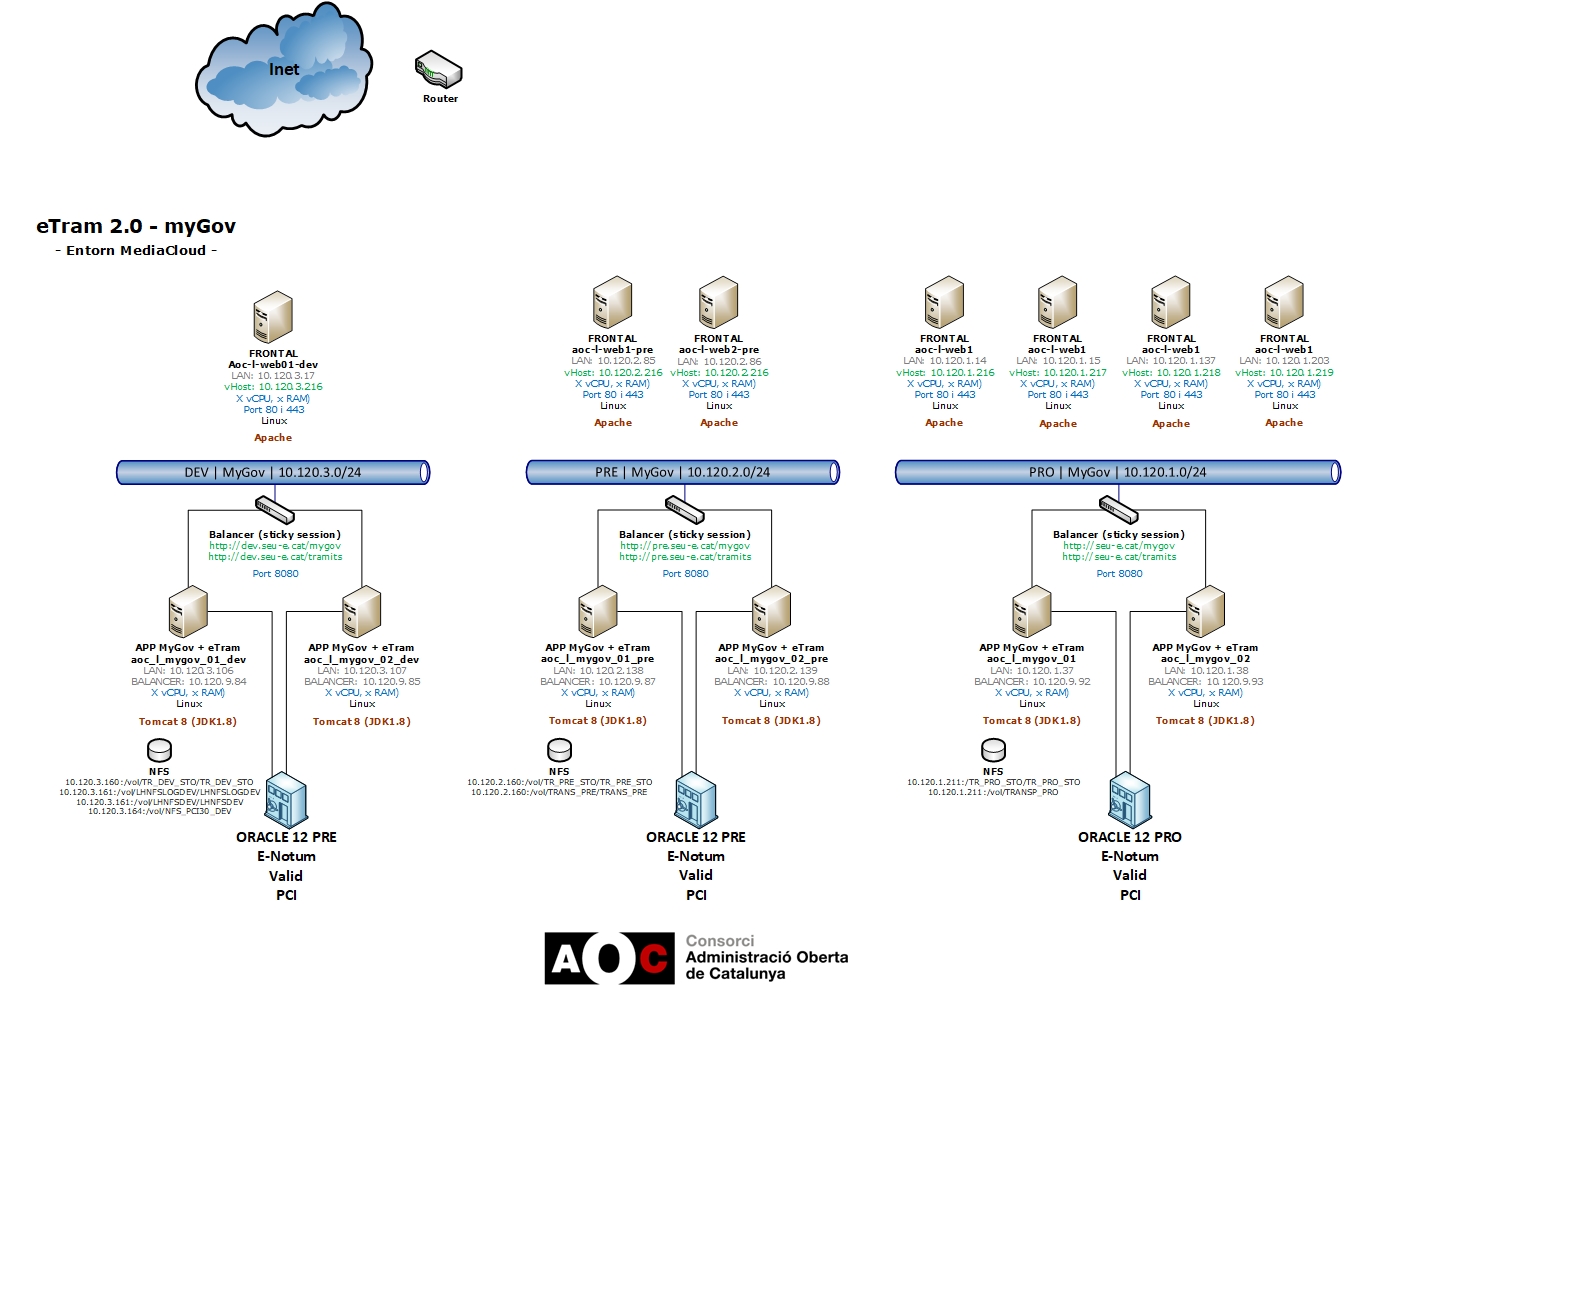 Inet
Router
eTram 2.0 - myGov
- Entorn MediaCloud -
FRONTAL
Aoc-l-web01-dev
LAN: 10.120.3.17
vHost: 10.120.3.216
X vCPU, x RAM)
Port 80 i 443
Linux
Apache
FRONTAL
aoc-l-web1-pre
LAN: 10.120.2.85
vHost: 10.120.2.216
X vCPU, x RAM)
Port 80 i 443
Linux
Apache
FRONTAL
aoc-l-web2-pre
LAN: 10.120.2.86
vHost: 10.120.2.216
X vCPU, x RAM)
Port 80 i 443
Linux
Apache
FRONTAL
aoc-l-web1
LAN: 10.120.1.14
vHost: 10.120.1.216
X vCPU, x RAM)
Port 80 i 443
Linux
Apache
FRONTAL
aoc-l-web1
LAN: 10.120.1.15
vHost: 10.120.1.217
X vCPU, x RAM)
Port 80 i 443
Linux
Apache
FRONTAL
aoc-l-web1
LAN: 10.120.1.137
vHost: 10.120.1.218
X vCPU, x RAM)
Port 80 i 443
Linux
Apache
FRONTAL
aoc-l-web1
LAN: 10.120.1.203
vHost: 10.120.1.219
X vCPU, x RAM)
Port 80 i 443
Linux
Apache
DEV | MyGov | 10.120.3.0/24
PRE | MyGov | 10.120.2.0/24
PRO | MyGov | 10.120.1.0/24
Balancer (sticky session)
http://dev.seu-e.cat/mygov
http://dev.seu-e.cat/tramits
Port 8080
Balancer (sticky session)
http://pre.seu-e.cat/mygov
http://pre.seu-e.cat/tramits
Port 8080
Balancer (sticky session)
http://seu-e.cat/mygov
http://seu-e.cat/tramits
Port 8080
APP MyGov + eTram
aoc_l_mygov_01_dev
LAN: 10.120.3.106
BALANCER: 10.120.9.84
X vCPU, x RAM)
Linux
Tomcat 8 (JDK1.8)
APP MyGov + eTram
aoc_l_mygov_02_dev
LAN: 10.120.3.107
BALANCER: 10.120.9.85
X vCPU, x RAM)
Linux
Tomcat 8 (JDK1.8)
APP MyGov + eTram
aoc_l_mygov_01_pre
LAN: 10.120.2.138
BALANCER: 10.120.9.87
X vCPU, x RAM)
Linux
Tomcat 8 (JDK1.8)
APP MyGov + eTram
aoc_l_mygov_02_pre
LAN: 10.120.2.139
BALANCER: 10.120.9.88
X vCPU, x RAM)
Linux
Tomcat 8 (JDK1.8)
APP MyGov + eTram
aoc_l_mygov_01
LAN: 10.120.1.37
BALANCER: 10.120.9.92
X vCPU, x RAM)
Linux
Tomcat 8 (JDK1.8)
APP MyGov + eTram
aoc_l_mygov_02
LAN: 10.120.1.38
BALANCER: 10.120.9.93
X vCPU, x RAM)
Linux
Tomcat 8 (JDK1.8)
NFS
10.120.3.160:/vol/TR_DEV_STO/TR_DEV_STO
10.120.3.161:/vol/LHNFSLOGDEV/LHNFSLOGDEV
10.120.3.161:/vol/LHNFSDEV/LHNFSDEV
10.120.3.164:/vol/NFS_PCI30_DEV
NFS
10.120.2.160:/vol/TR_PRE_STO/TR_PRE_STO
10.120.2.160:/vol/TRANS_PRE/TRANS_PRE
NFS
10.120.1.211:/TR_PRO_STO/TR_PRO_STO
10.120.1.211:/vol/TRANSP_PRO
ORACLE 12 PRE
E-Notum
Valid
PCI
ORACLE 12 PRE
E-Notum
Valid
PCI
ORACLE 12 PRO
E-Notum
Valid
PCI
AOC
Consorci
Administració Oberta
de Catalunya